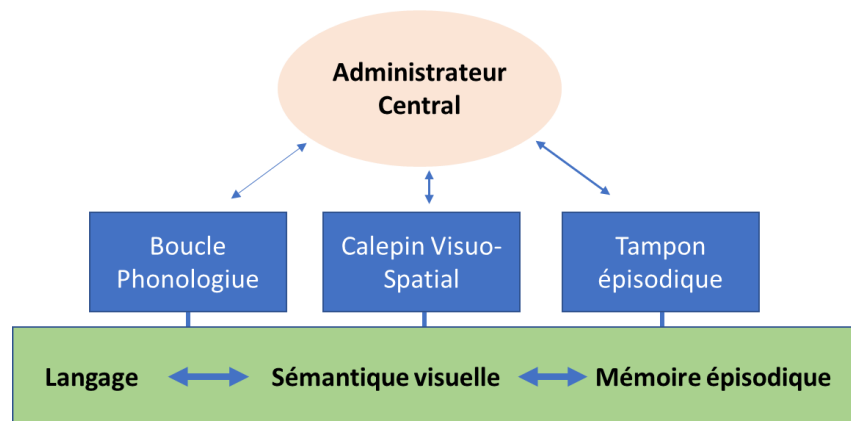 Administrateur
Central
Boucle
Phonologiue
Calepin Visuo-
Spatial
Tampon
épisodique
Langage
Sémantique visuelle
Mémoire épisodique